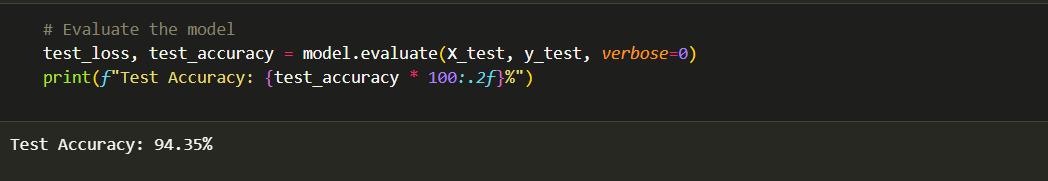 # Evaluate the model
test_loss, test_accuracy = model.evaluate(X_test, y_test, verbose=0)
print(f"Test Accuracy: {test_accuracy * 100:.2f}%")
Test Accuracy: 94.35%